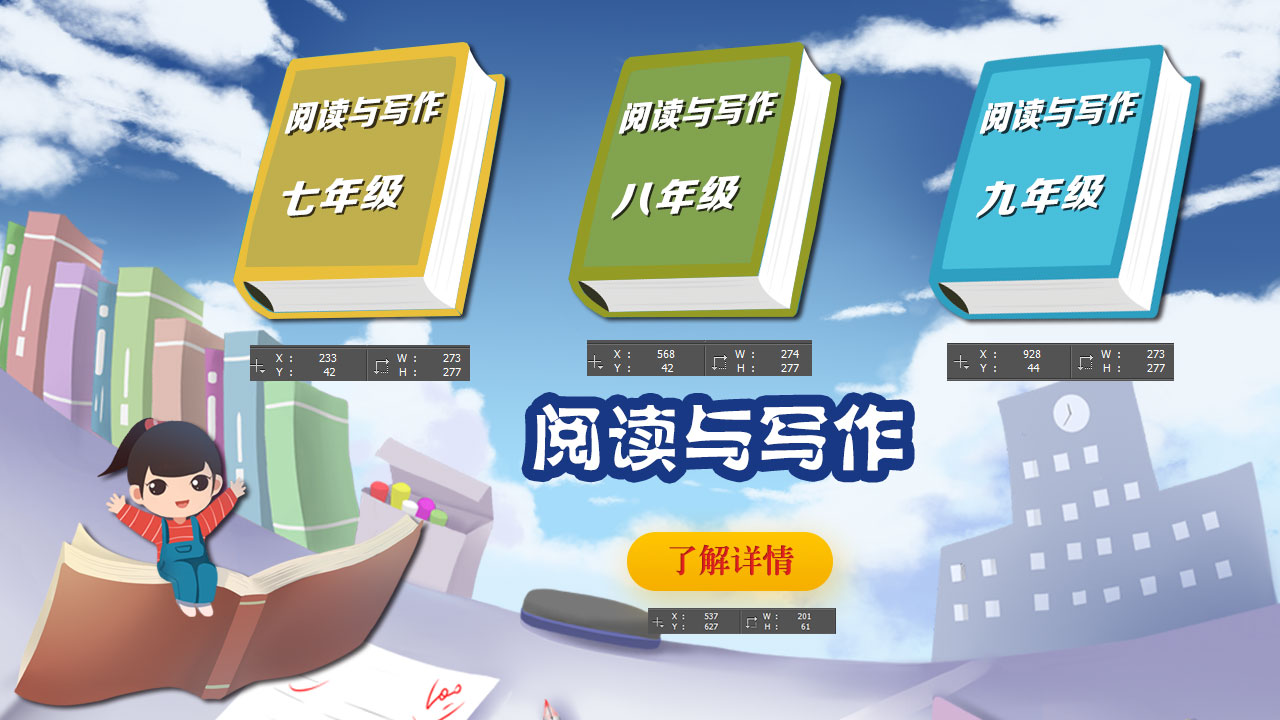 阅读与写作
七年级
阅读与写作
八年级
阅读与写作
九年级
X : 233 W : 273
Y : 42 H : 277
X : 568 W : 274
Y : 42 H : 277
X : 928 W : 273
Y : 44 H : 277
阅读与写作
了解详情
X : 537 W : 201
Y : 627 H : 61
100